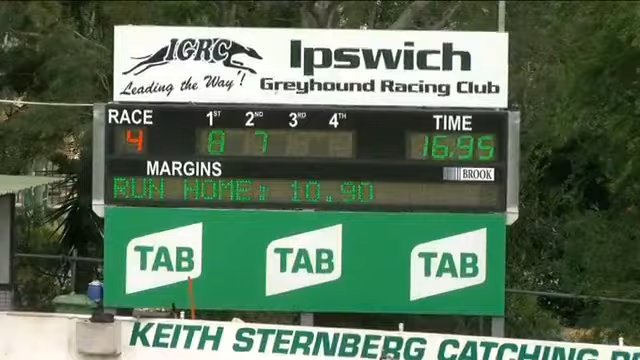 IGRC
Leading the Way!
Ipswich
Greyhound Racing Club
RACE 1ST 2ND 3RD 4TH TIME
4 8 7 16.95
MARGINS BROOK
RUN HOME: 10.90
TAB TAB TAB
KEITH STERNBERG CATCHING PEN